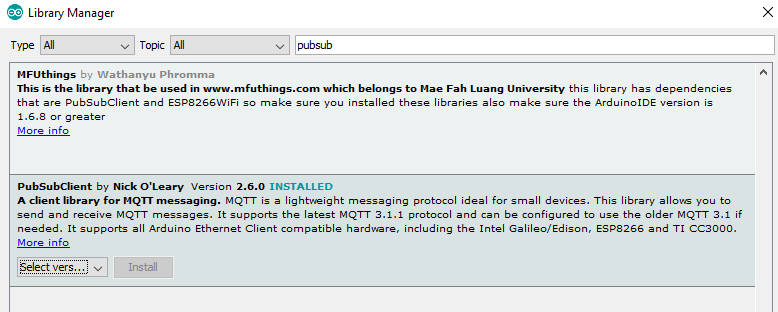 Library Manager
Type All Topic All pubsub
MFUthings by Wathanyu Phromma
This is the library that be used in www.mfuthings.com which belongs to Mae Fah Luang University this library has dependencies
that are PubSubClient and ESP8266WiFi so make sure you installed these libraries also make sure the ArduinoIDE version is
1.6.8 or greater
More info
PubSubClient by Nick O'Leary Version 2.6.0 INSTALLED
A client library for MQTT messaging. MQTT is a lightweight messaging protocol ideal for small devices. This library allows you to
send and receive MQTT messages. It supports the latest MQTT 3.1.1 protocol and can be configured to use the older MQTT 3.1 if
needed. It supports all Arduino Ethernet Client compatible hardware, including the Intel Galileo/Edison, ESP8266 and TI CC3000.
More info
Select vers... Install